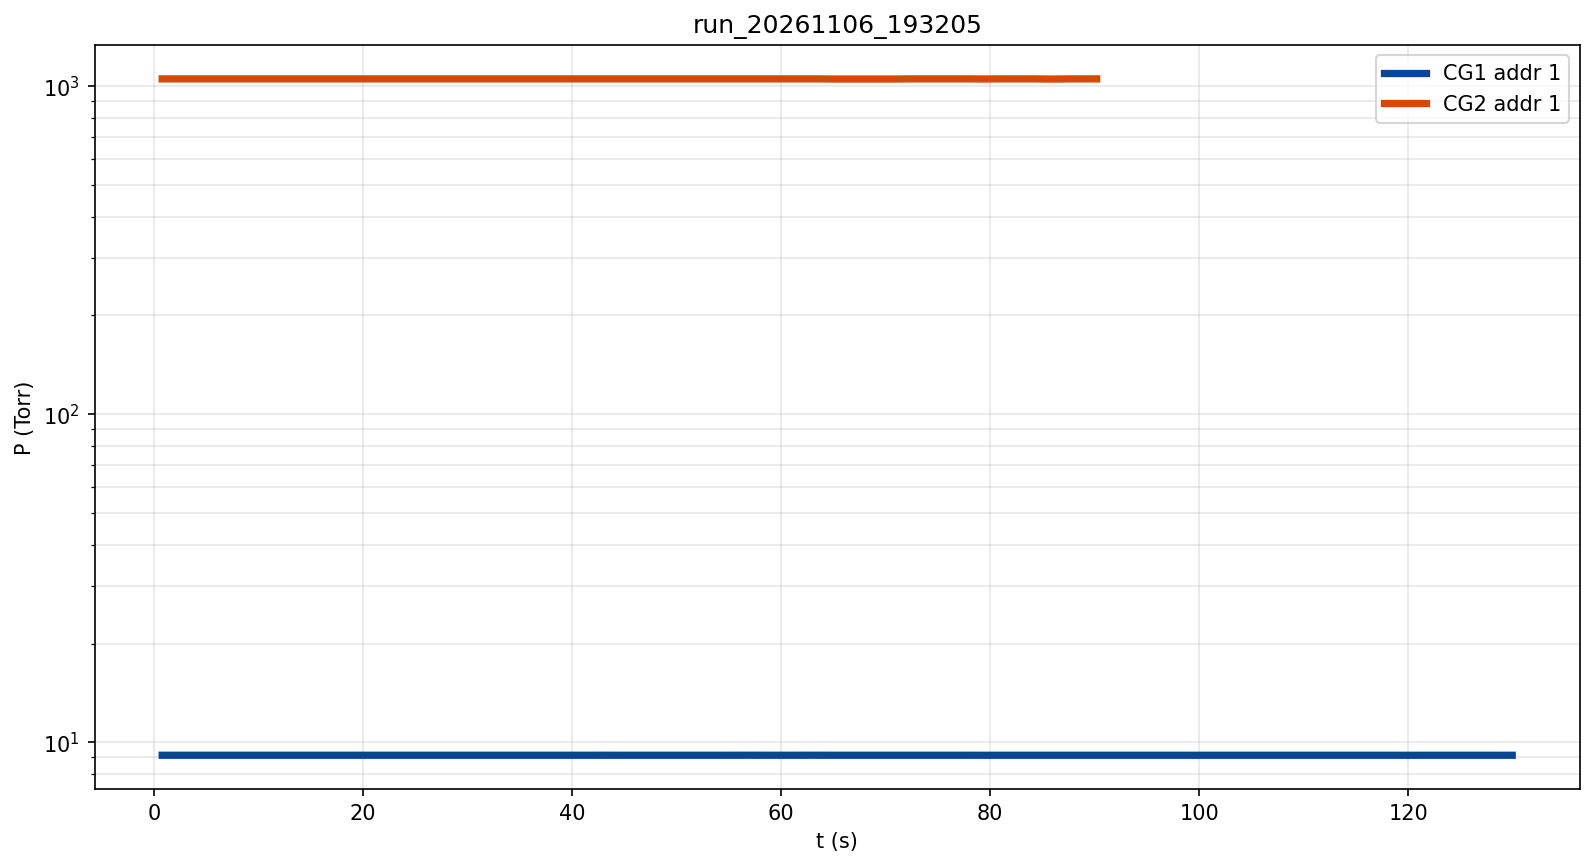 run_20261106_193205
CG1 addr 1
CG2 addr 1
P (Torr)
10³
10²
10¹
0 20 40 60 80 100 120
t (s)